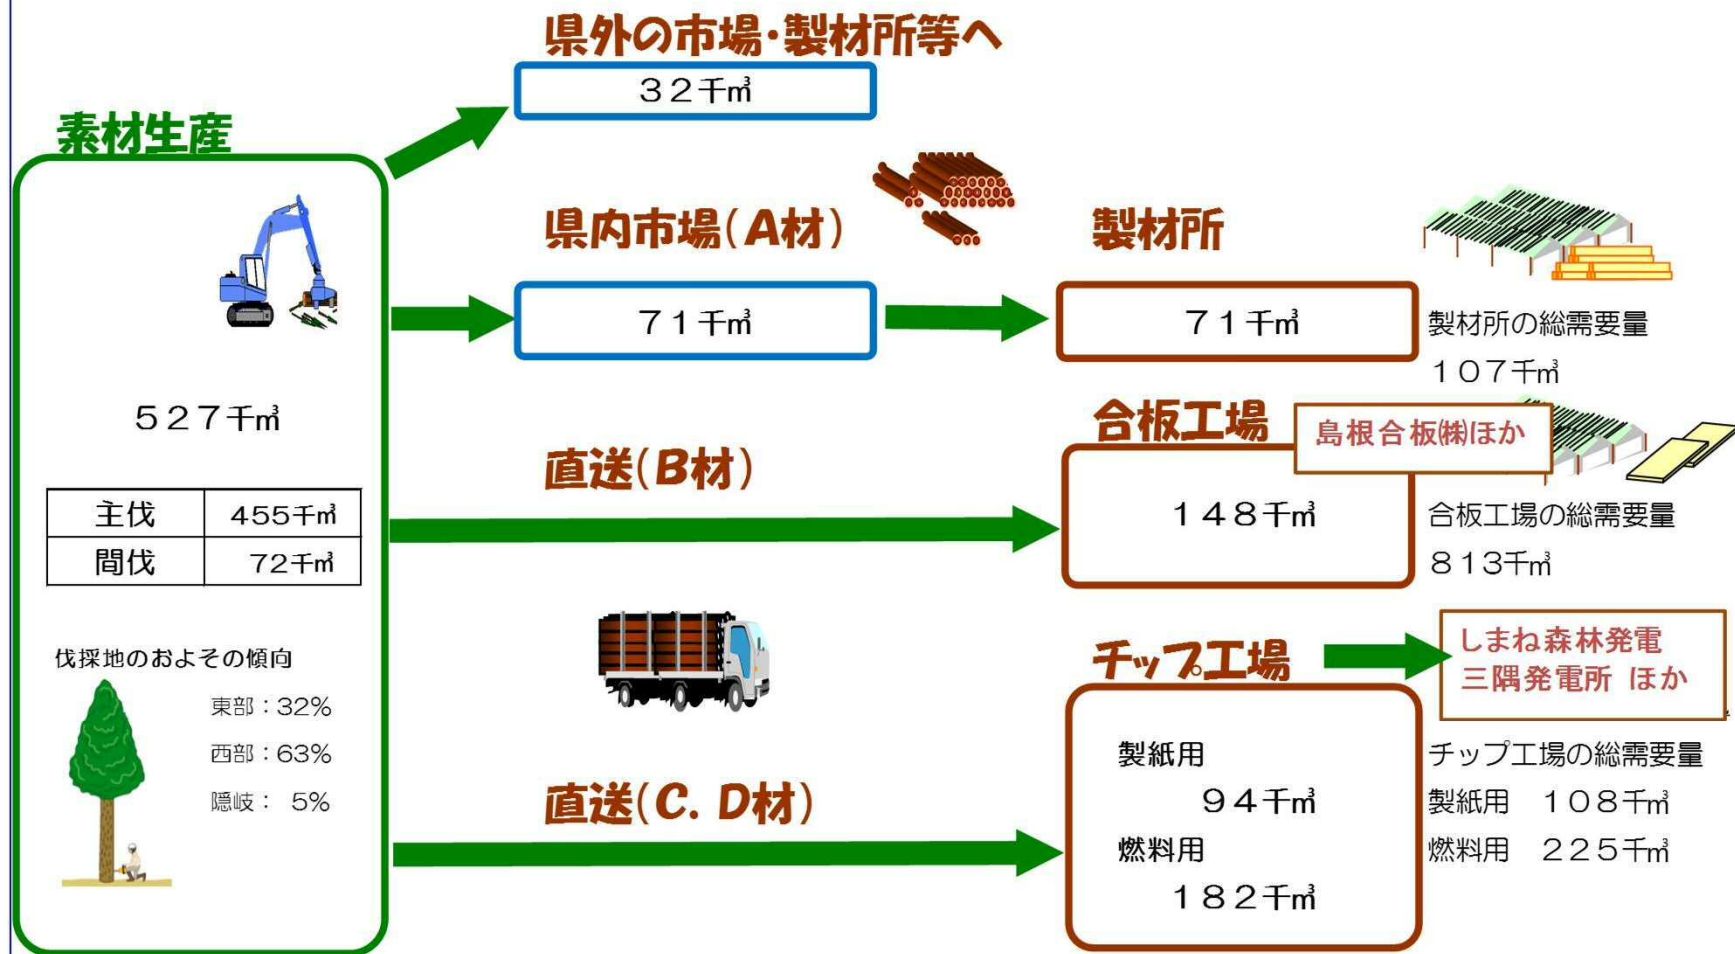 県外の市場・製材所等へ
３２千㎥
素材生産
県内市場(A材)
製材所
７１千㎥
７１千㎥
製材所の総需要量
１０７千㎥
５２７千㎥
合板工場
島根合板㈱ほか
直送(B材)
主伐 455千㎥
間伐 72千㎥
１４８千㎥
合板工場の総需要量
８１３千㎥
伐採地のおよその傾向
東部：32%
西部：63%
隠岐： 5%
チップ工場
しまね森林発電
三隅発電所 ほか
直送(C. D材)
製紙用
９４千㎥
燃料用
１８２千㎥
チップ工場の総需要量
製紙用　１０８千㎥
燃料用　２２５千㎥